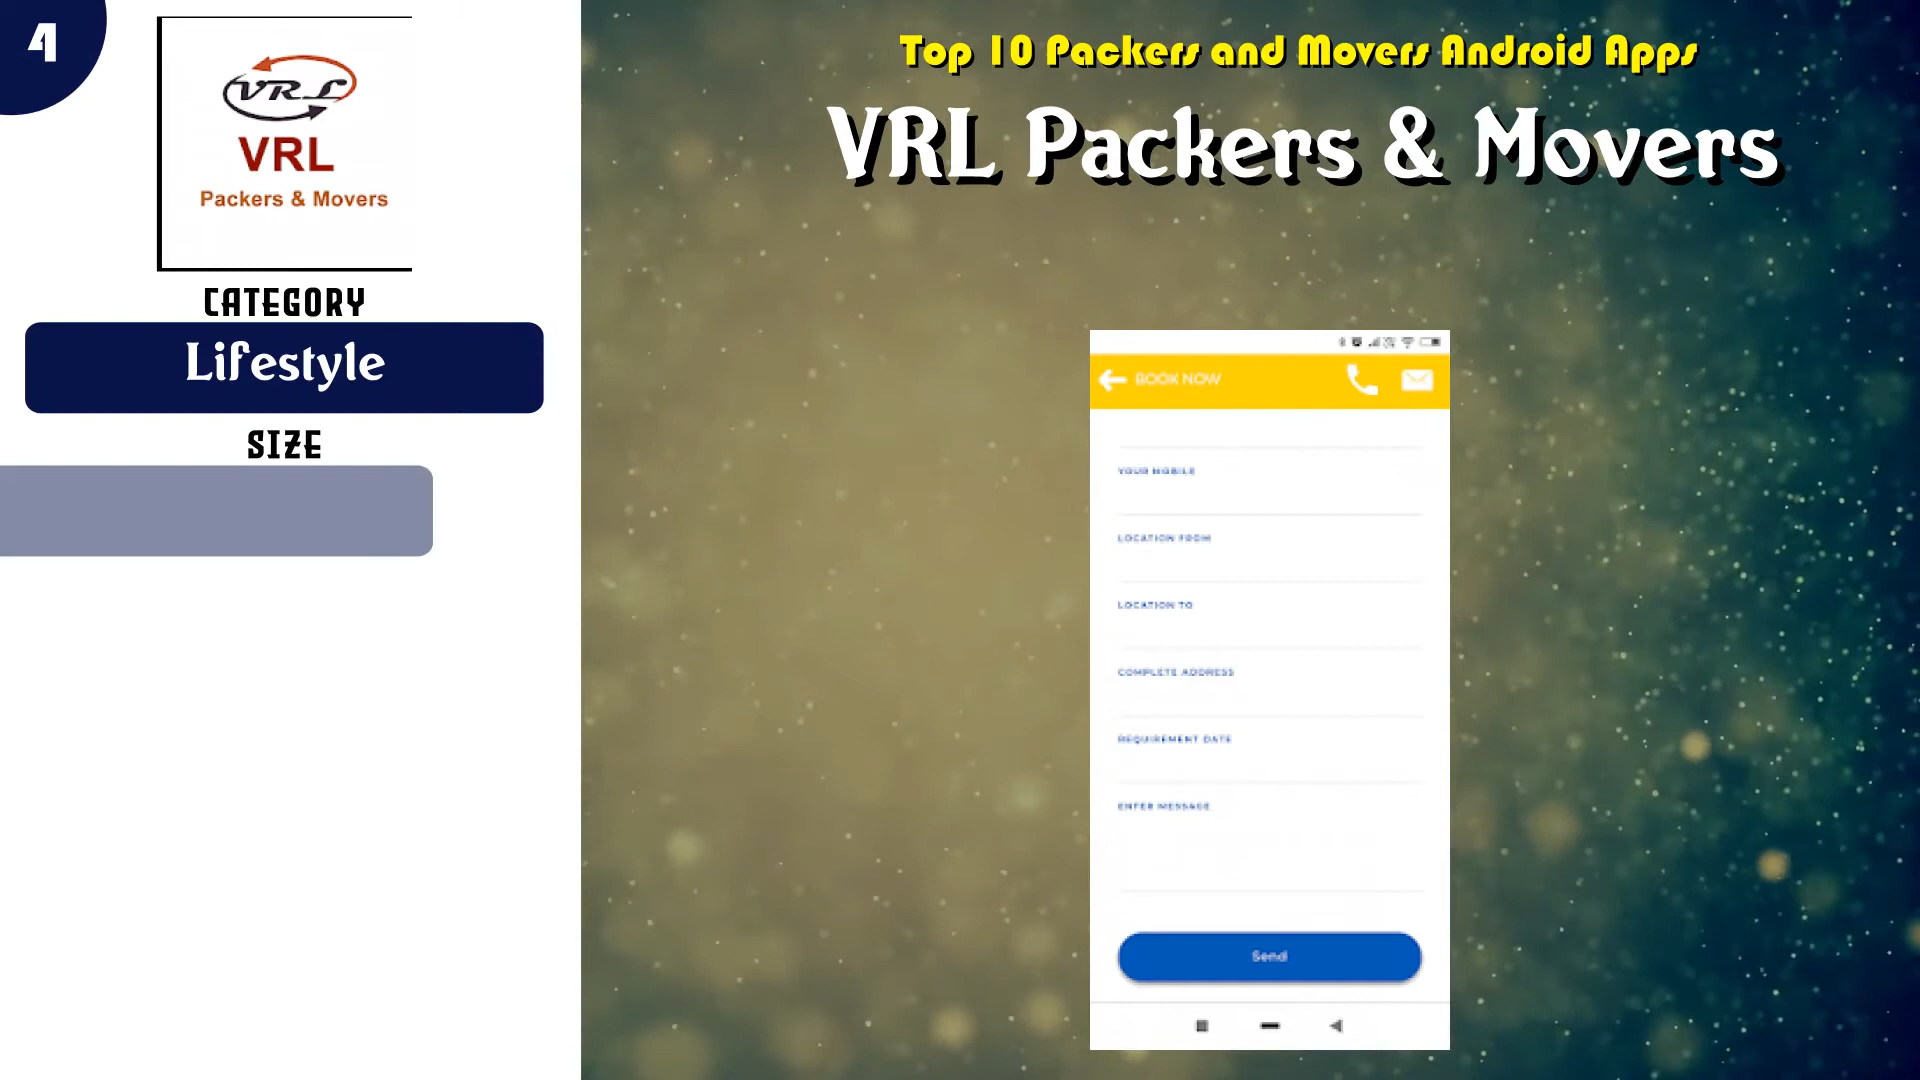 4
VRL
VRL
Packers & Movers
CATEGORY
Lifestyle
SIZE
Top 10 Packers and Movers Android Apps
VRL Packers & Movers
BOOK NOW
YOUR MOBILE
LOCATION FROM
LOCATION TO
COMPLETE ADDRESS
REQUIREMENT DATE
ENTER MESSAGE
Send